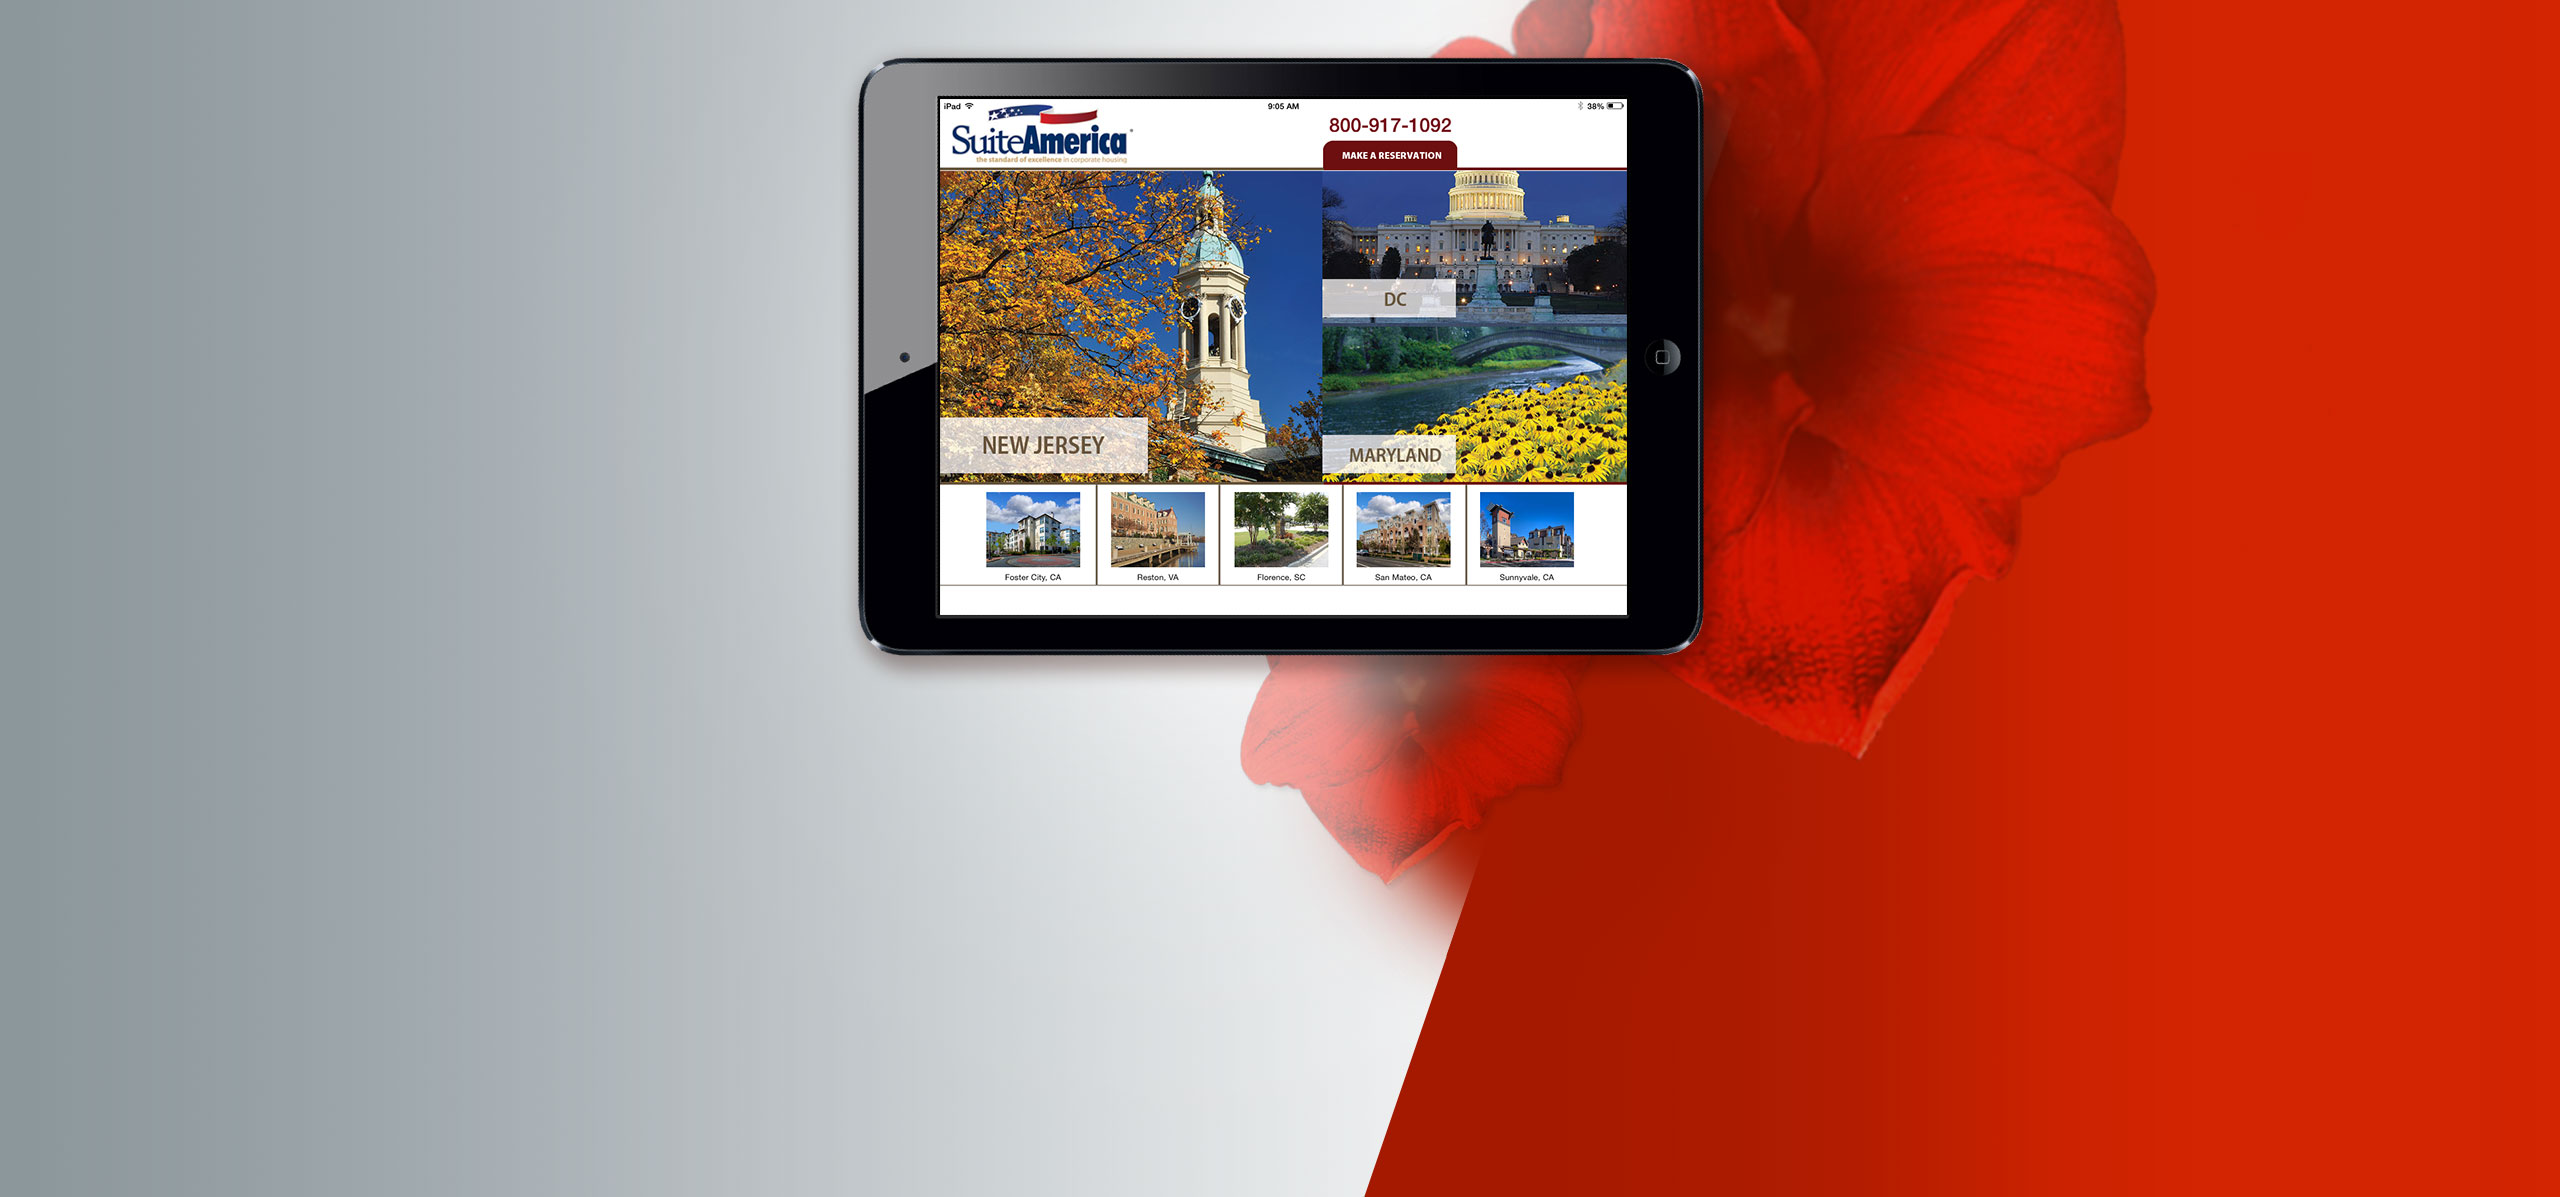 iPad
9:05 AM
38%
SuiteAmerica
the standard of excellence in corporate housing
800-917-1092
MAKE A RESERVATION
NEW JERSEY
DC
MARYLAND
Foster City, CA
Reston, VA
Florence, SC
San Mateo, CA
Sunnyvale, CA